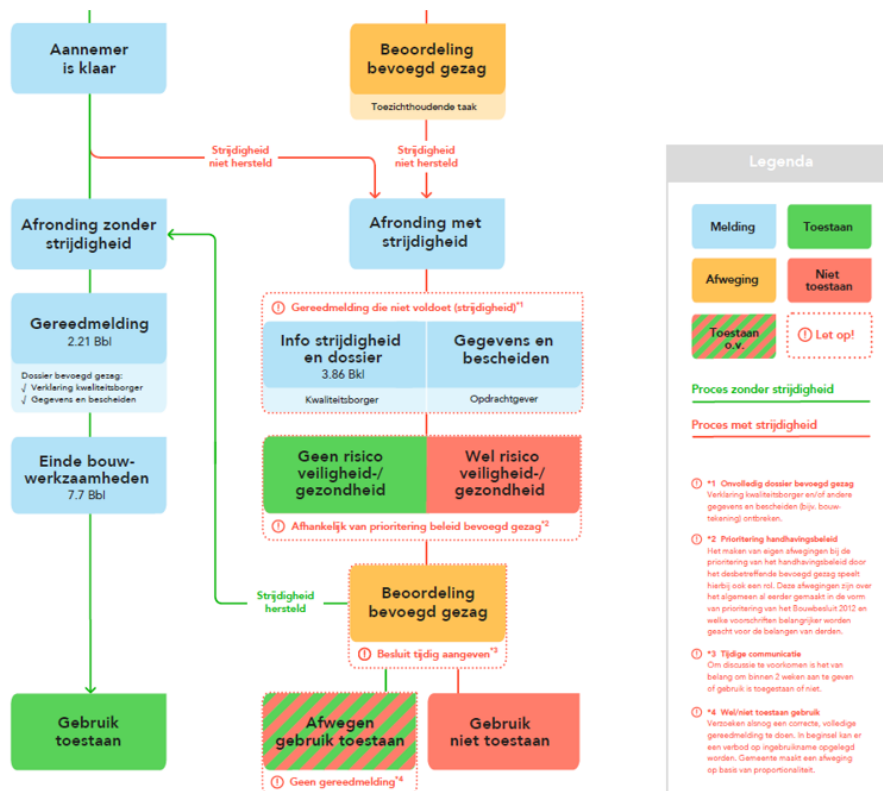 Aannemer
is klaar
Beoordeling
bevoegd gezag
Toezichthoudende taak
Strijdigheid
niet hersteld
Strijdigheid
niet hersteld
Afronding zonder
strijdigheid
Afronding met
strijdigheid
Gereedmelding
2.21 Bbl
Dossier bevoegd gezag:
√ Verklaring kwaliteitsborger
√ Gegevens en bescheiden
Gereedmelding die niet voldoet (strijdigheid)*1
Info strijdigheid
en dossier
3.86 Bkl
Kwaliteitsborger
Gegevens en
bescheiden
Opdrachtgever
Einde bouw-
werkzaamheden
7.7 Bbl
Geen risico
veiligheid-/
gezondheid
Wel risico
veiligheid-/
gezondheid
Afhankelijk van prioritering beleid bevoegd gezag*2
Strijdigheid
hersteld
Beoordeling
bevoegd gezag
Besluit tijdig aangeven*3
Gebruik
toestaan
Afwegen
gebruik toestaan
Geen gereedmelding*4
Gebruik
niet toestaan
Legenda
Melding
Toestaan
Afweging
Niet
toestaan
Toestaan
o.v.
Let op!
Proces zonder strijdigheid
Proces met strijdigheid
*1 Onvolledig dossier bevoegd gezag
Verklaring kwaliteitsborger en/of andere
gegevens en bescheiden (bijv. bouw-
tekening) ontbreken.
*2 Prioritering handhavingsbeleid
Het maken van eigen afwegingen bij de
prioritering van het handhavingsbeleid door
het desbetreffende bevoegd gezag speelt
hierbij ook een rol. Deze afwegingen zijn over
het algemeen al eerder gemaakt in de vorm
van prioritering van het Bouwbesluit 2012 en
welke voorschriften belangrijker worden
geacht voor de belangen van derden.
*3 Tijdige communicatie
Om discussie te voorkomen is het van
belang om binnen 2 weken aan te geven
of gebruik is toegestaan of niet.
*4 Wel/niet toestaan gebruik
Verzoeken alsnog een correcte, volledige
gereedmelding te doen. In beginsel kan er
een verbod op ingebruikname opgelegd
worden. Gemeente maakt een afweging
op basis van proportionaliteit.